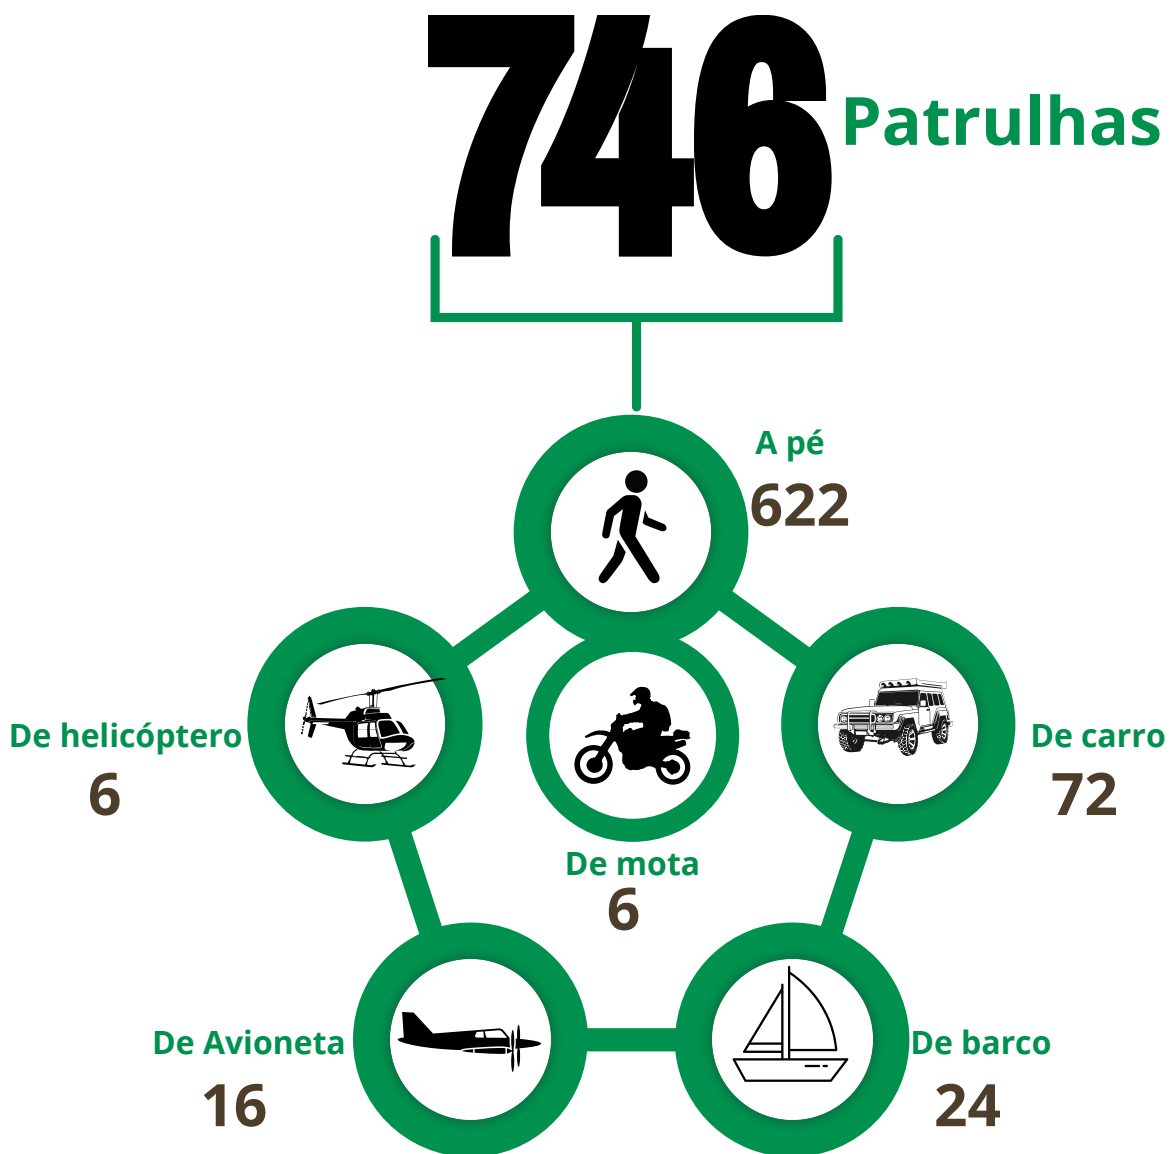 746
Patrulhas
A pé
622
De helicóptero
6
De carro
72
De mota
6
De Avioneta
16
De barco
24